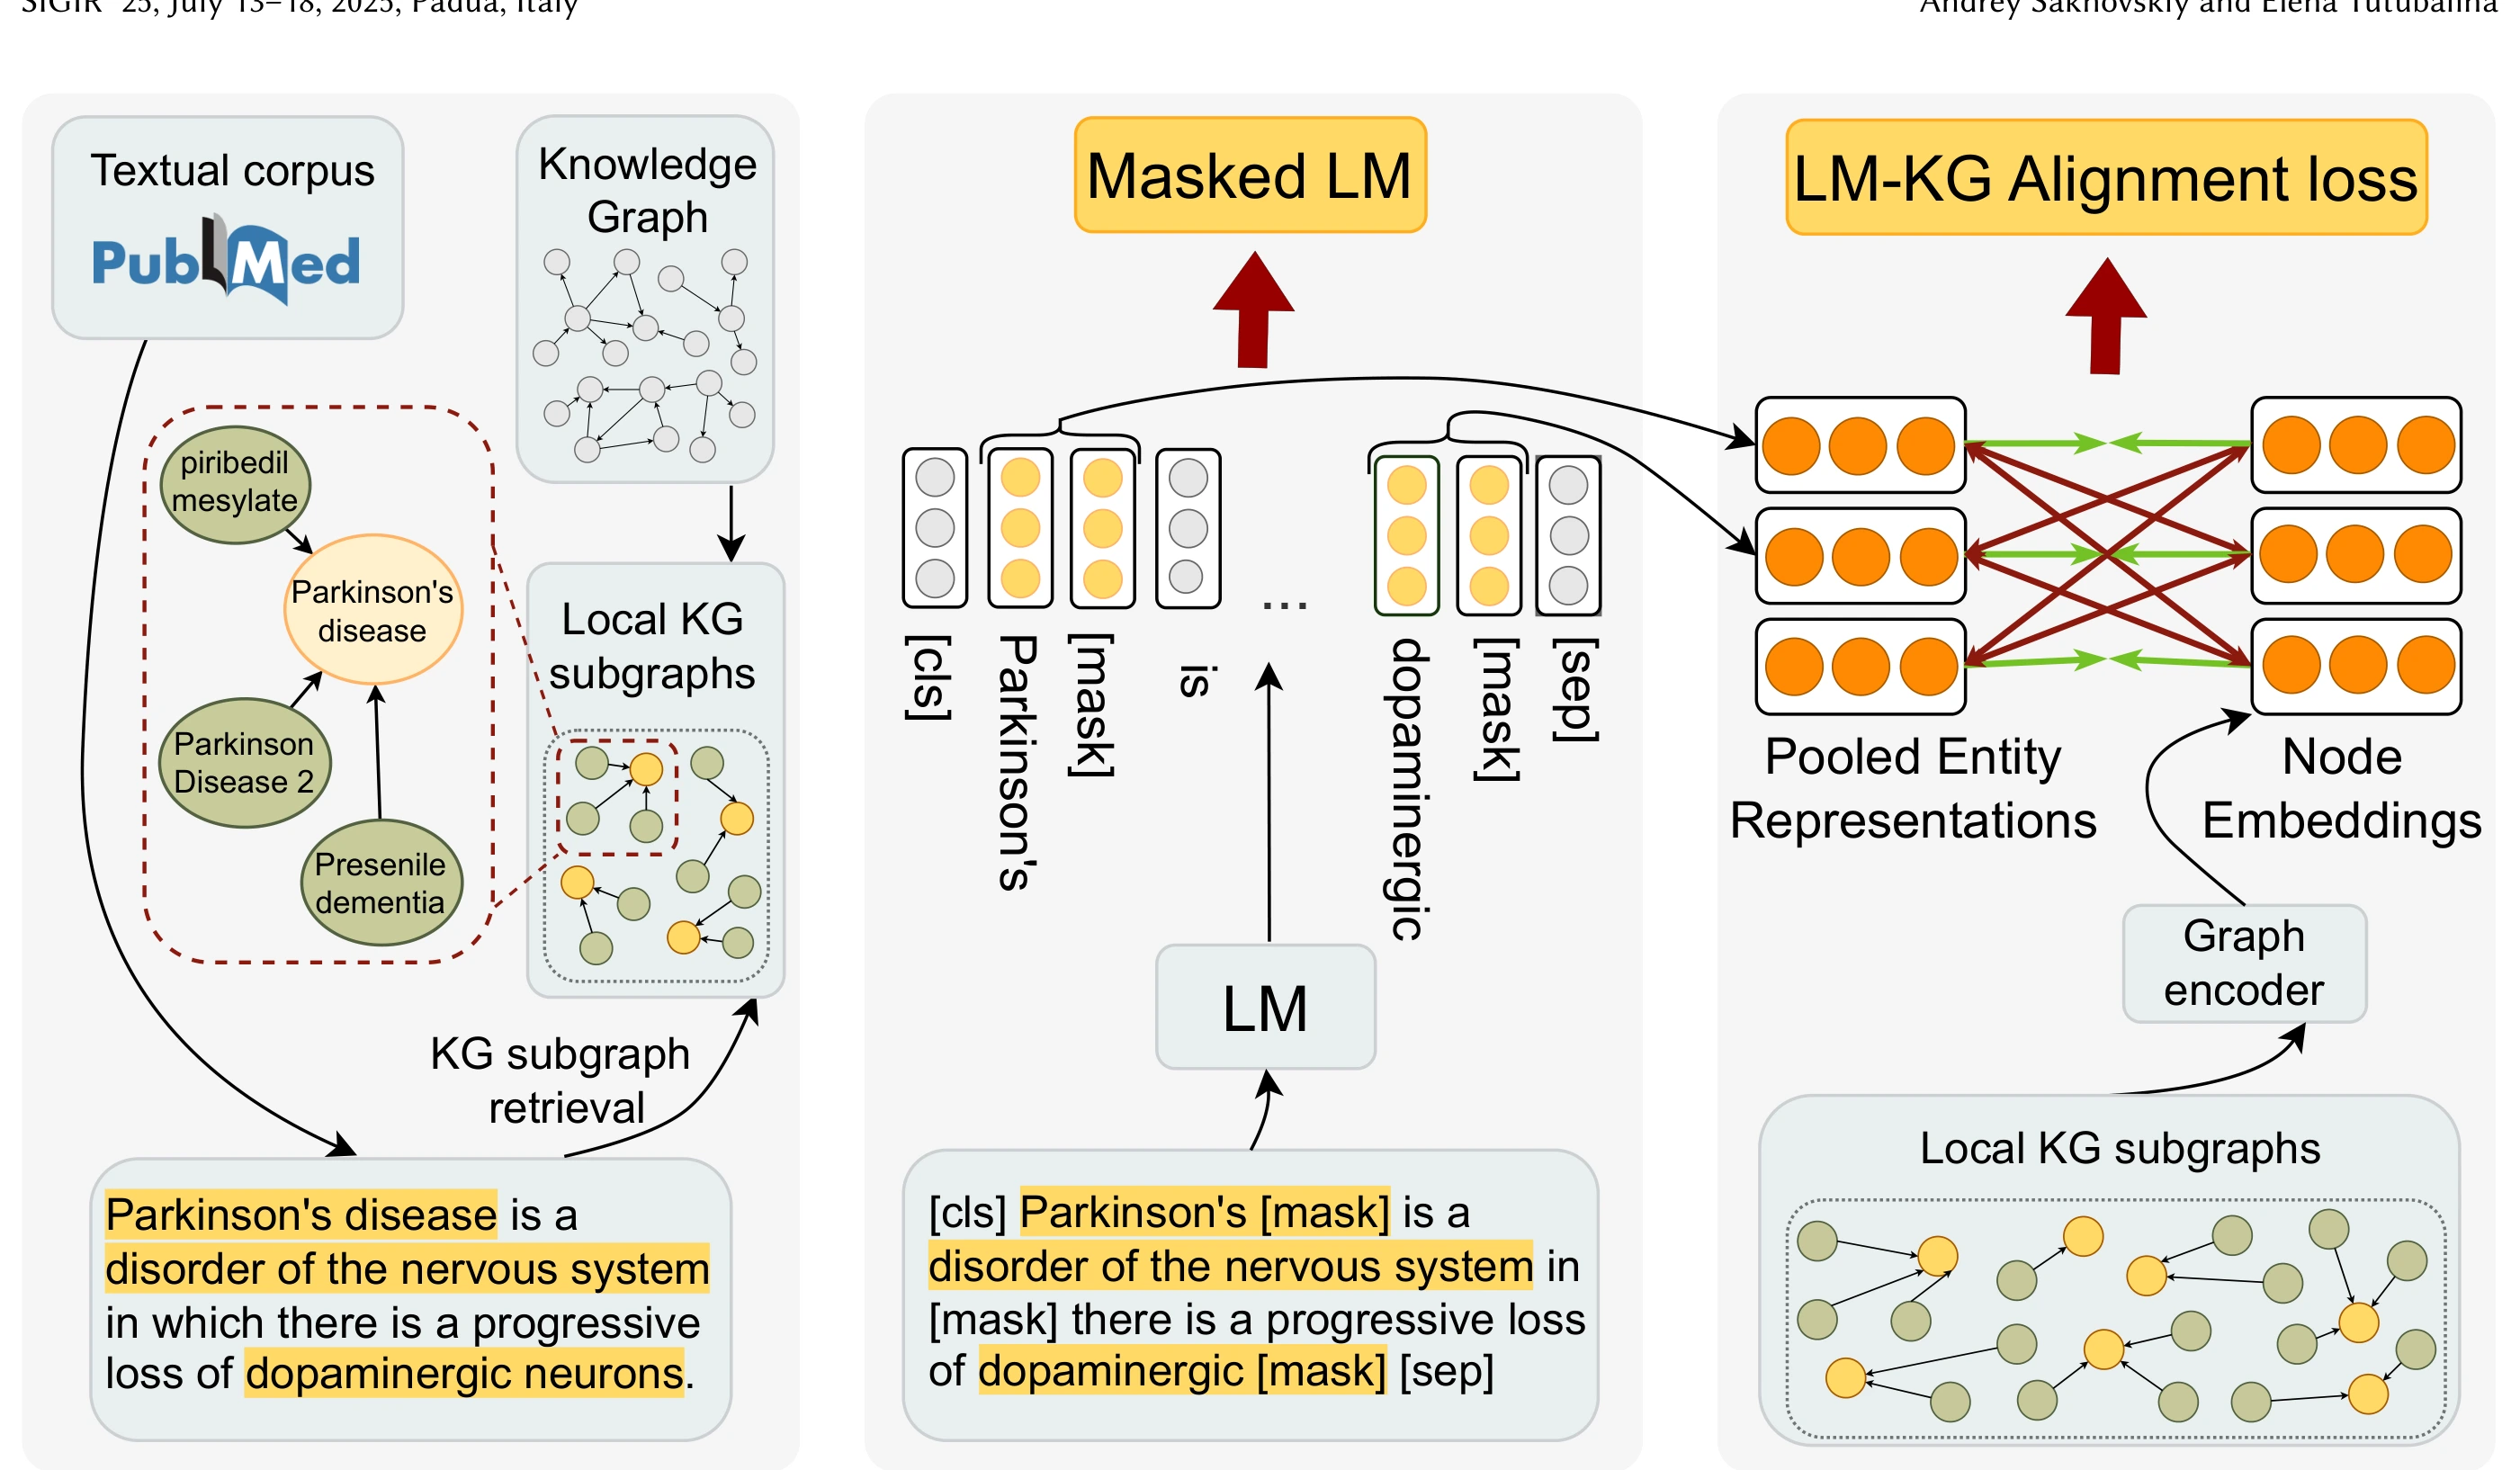 SIGIR '25, July 13–18, 2025, Padua, Italy
Andrey Sakhovskiy and Elena Tutubalina
Textual corpus
PubMed
Knowledge
Graph
piribedil
mesylate
Parkinson's
disease
Parkinson
Disease 2
Presenile
dementia
Local KG
subgraphs
KG subgraph
retrieval
Parkinson's disease is a
disorder of the nervous system
in which there is a progressive
loss of dopaminergic neurons.
Masked LM
[cls]
Parkinson's
[mask]
is
...
dopaminergic
[mask]
[sep]
LM
[cls] Parkinson's [mask] is a
disorder of the nervous system in
[mask] there is a progressive loss
of dopaminergic [mask] [sep]
LM-KG Alignment loss
Pooled Entity
Representations
Node
Embeddings
Graph
encoder
Local KG subgraphs